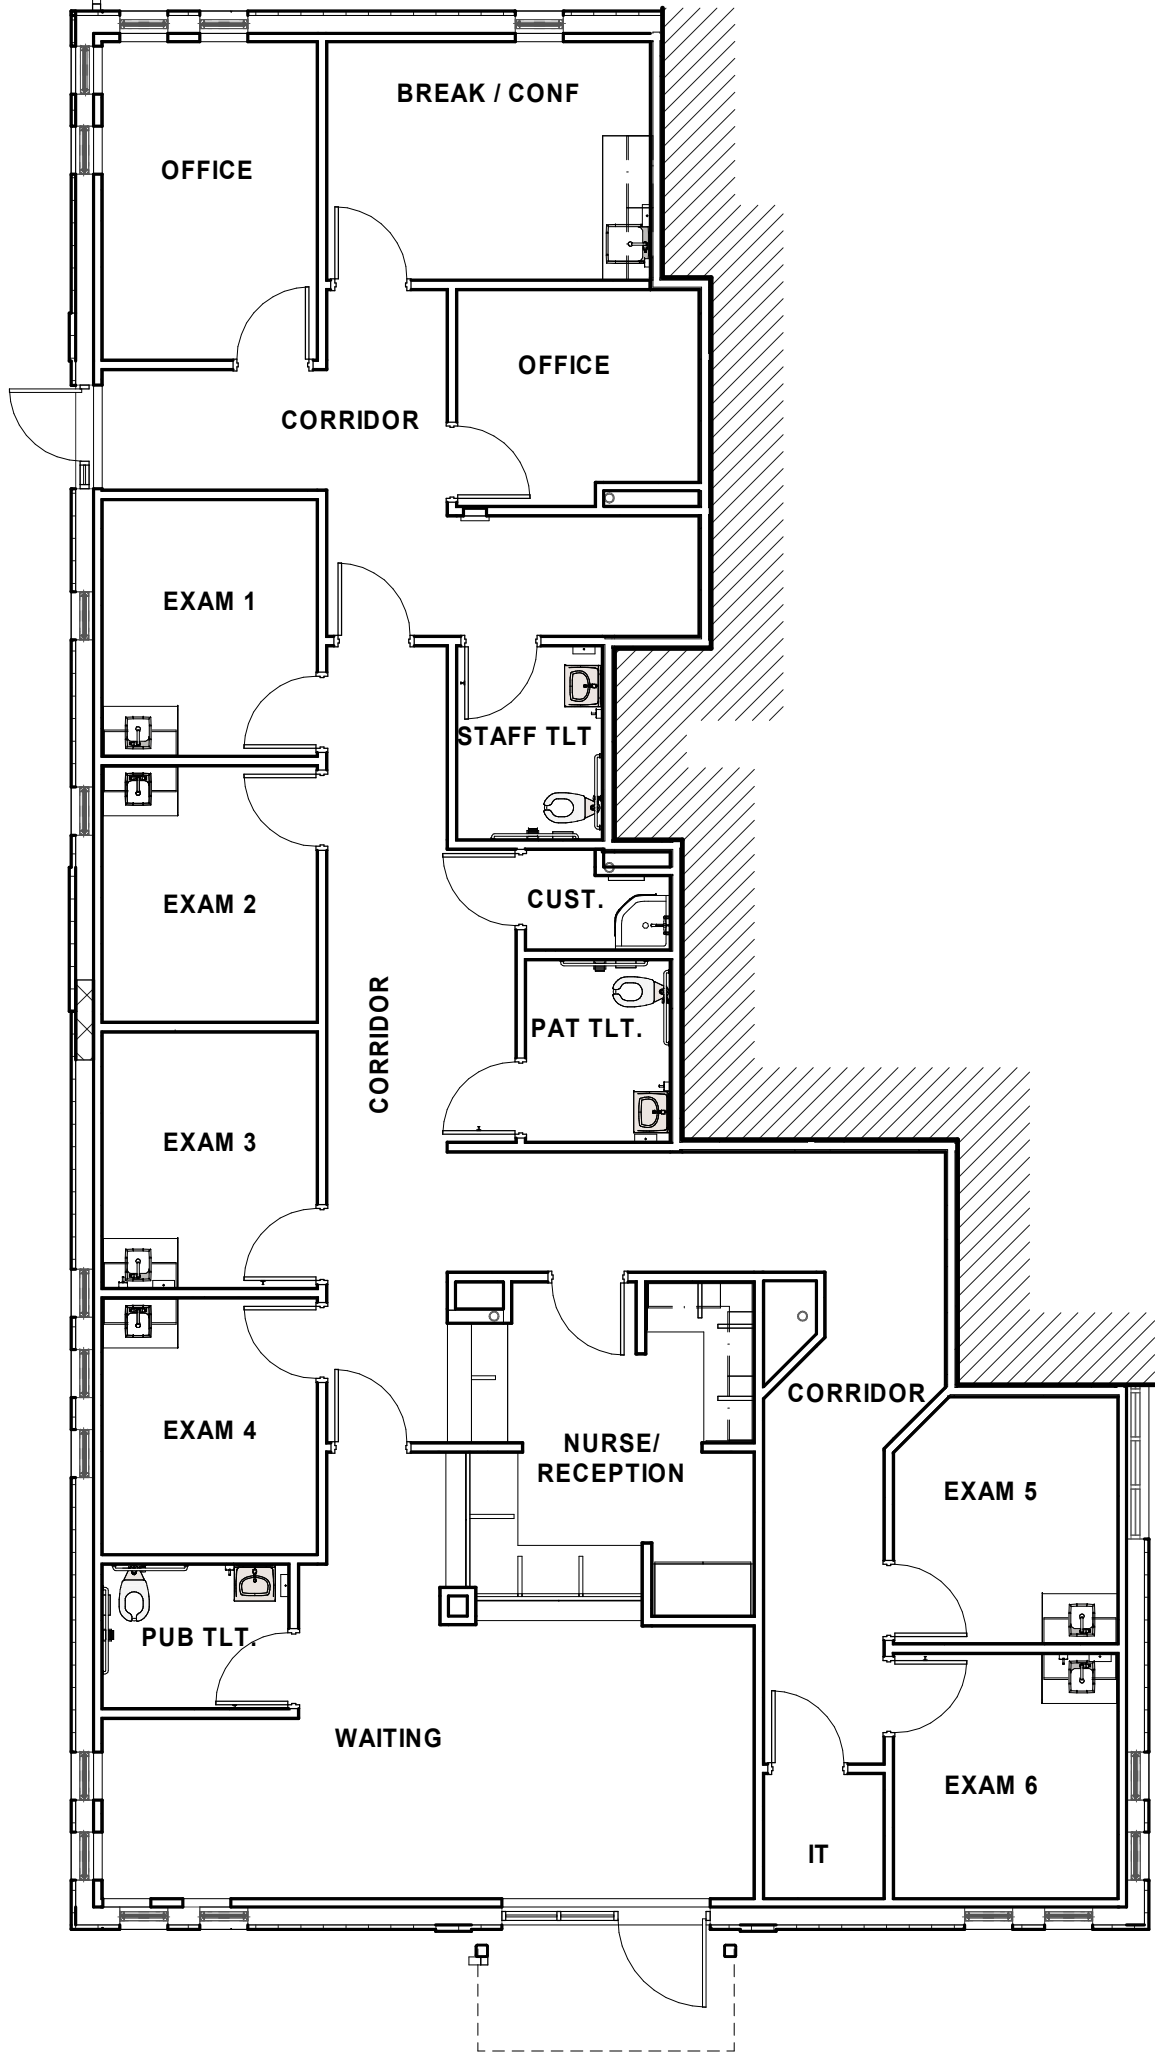 BREAK / CONF
OFFICE
OFFICE
CORRIDOR
EXAM 1
STAFF TLT
EXAM 2
CUST.
CORRIDOR
PAT TLT.
EXAM 3
CORRIDOR
EXAM 4
NURSE/
RECEPTION
EXAM 5
PUB TLT.
WAITING
EXAM 6
IT